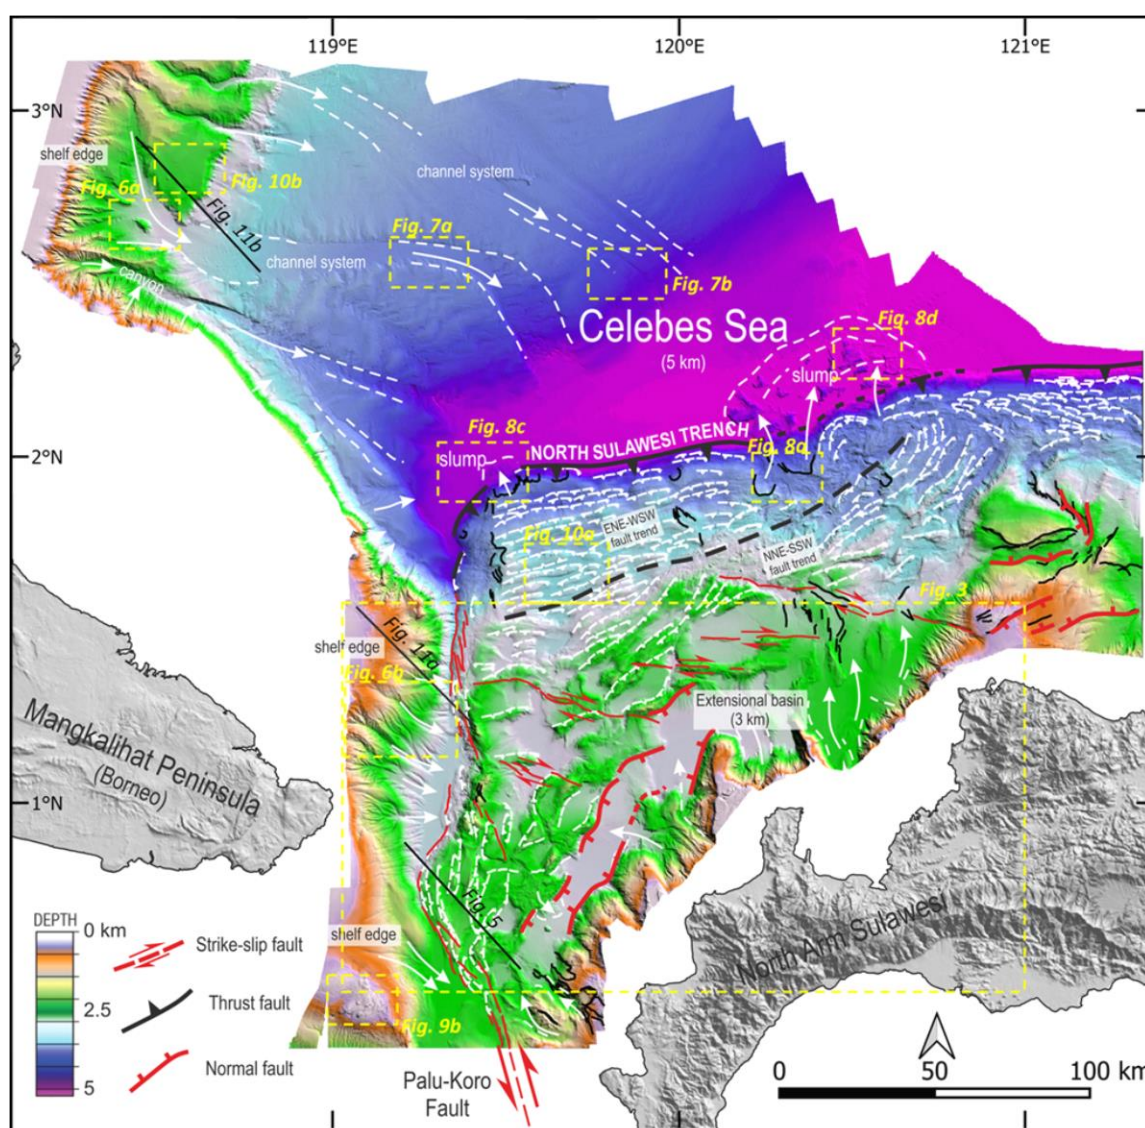 119°E
120°E
121°E
3°N
shelf edge
Fig. 10b
Fig. 6a
Fig. 11b
channel system
Fig. 7a
channel system
canyon
Fig. 7b
Celebes Sea
(5 km)
Fig. 8d
slump
2°N
Fig. 8c
slump
NORTH SULAWESI TRENCH
Fig. 8a
ENE-WSW
fault trend
Fig. 10a
NNE-SSW
fault trend
Fig. 3
shelf edge
Fig. 11a
Fig. 6b
Extensional basin
(3 km)
Mangkalihat Peninsula
(Borneo)
1°N
Fig. 5
shelf edge
North Arm Sulawesi
DEPTH
0 km
2.5
5
Strike-slip fault
Thrust fault
Normal fault
Fig. 9b
Palu-Koro
Fault
0
50
100 km